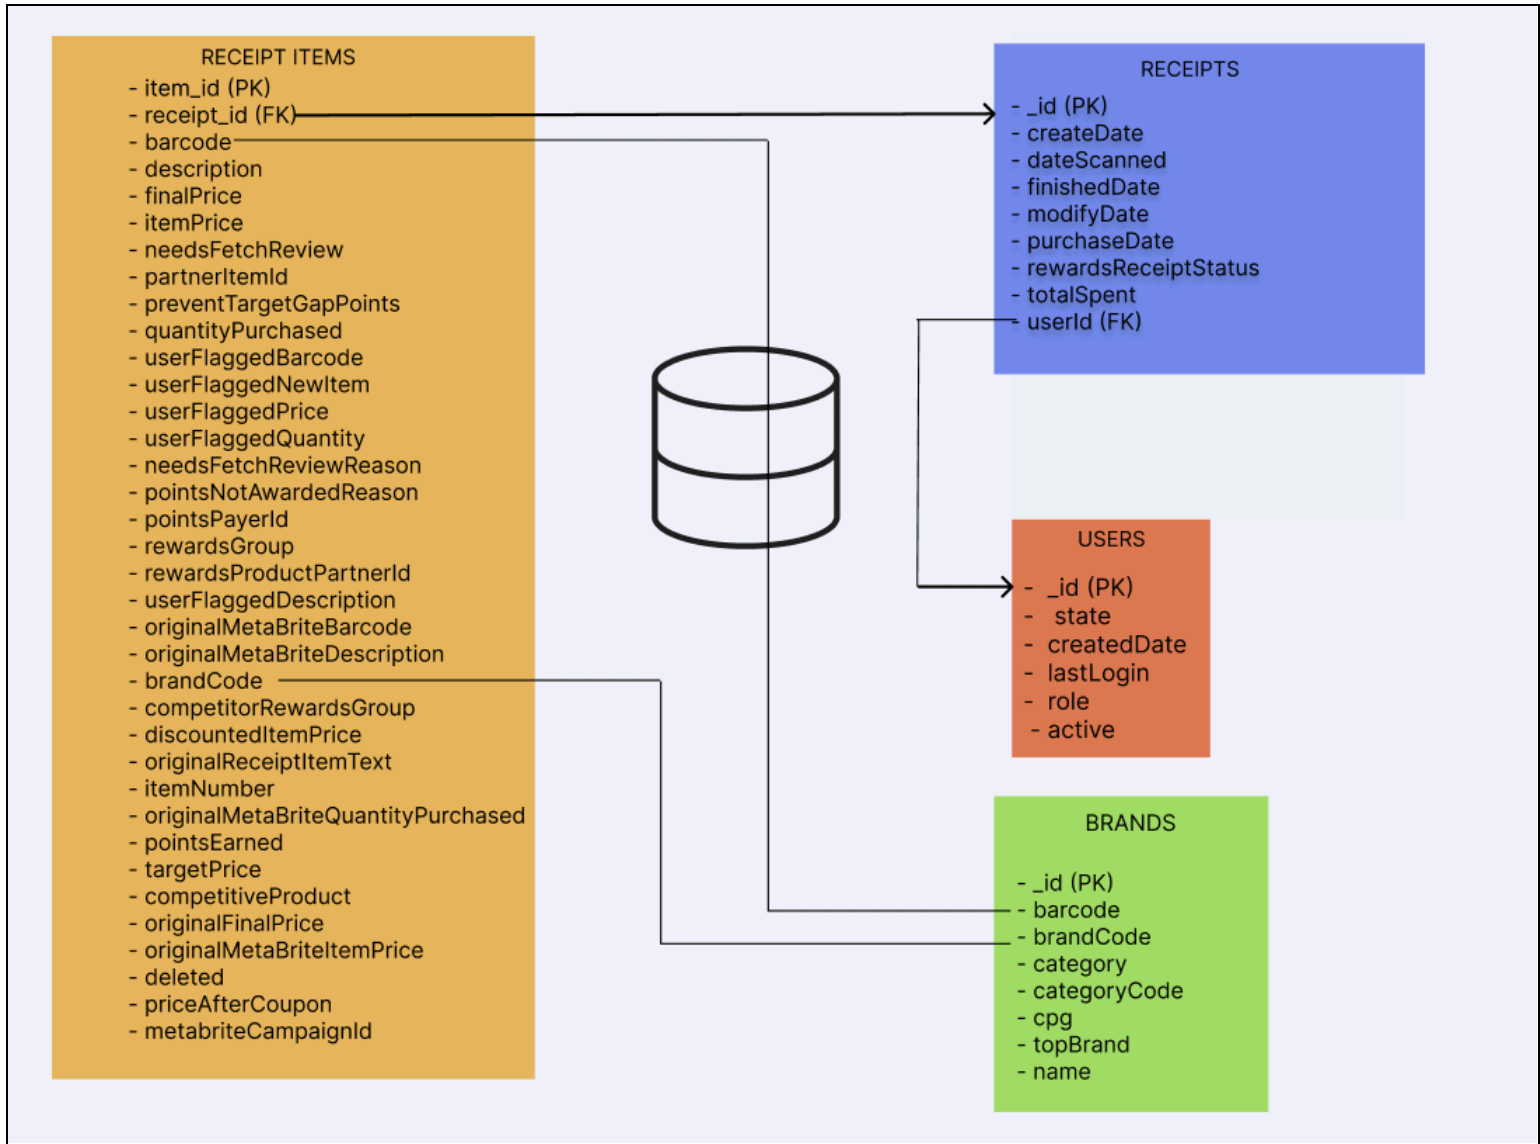 RECEIPT ITEMS
- item_id (PK)
- receipt_id (FK)
- barcode
- description
- finalPrice
- itemPrice
- needsFetchReview
- partnerItemId
- preventTargetGapPoints
- quantityPurchased
- userFlaggedBarcode
- userFlaggedNewItem
- userFlaggedPrice
- userFlaggedQuantity
- needsFetchReviewReason
- pointsNotAwardedReason
- pointsPayerId
- rewardsGroup
- rewardsProductPartnerId
- userFlaggedDescription
- originalMetaBriteBarcode
- originalMetaBriteDescription
- brandCode
- competitorRewardsGroup
- discountedItemPrice
- originalReceiptItemText
- itemNumber
- originalMetaBriteQuantityPurchased
- pointsEarned
- targetPrice
- competitiveProduct
- originalFinalPrice
- originalMetaBriteItemPrice
- deleted
- priceAfterCoupon
- metabriteCampaignId
RECEIPTS
- _id (PK)
- createDate
- dateScanned
- finishedDate
- modifyDate
- purchaseDate
- rewardsReceiptStatus
- totalSpent
- userId (FK)
USERS
- _id (PK)
- state
- createdDate
- lastLogin
- role
- active
BRANDS
- _id (PK)
- barcode
- brandCode
- category
- categoryCode
- cpg
- topBrand
- name